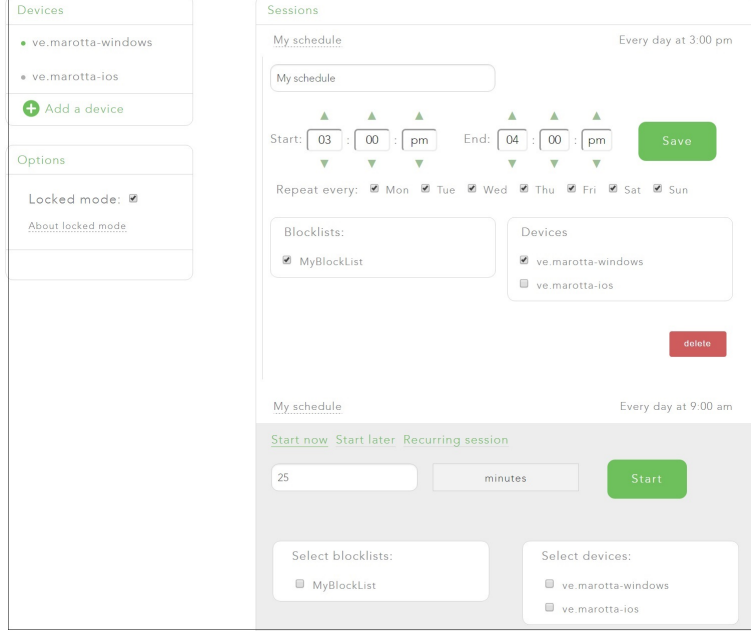 Devices
ve.marotta-windows
ve.marotta-ios
Add a device
Options
Locked mode:
About locked mode
Sessions
My schedule Every day at 3:00 pm
My schedule
Start: 03 : 00 : pm End: 04 : 00 : pm Save
Repeat every: Mon Tue Wed Thu Fri Sat Sun
Blocklists:
MyBlockList
Devices
ve.marotta-windows
ve.marotta-ios
delete
My schedule Every day at 9:00 am
Start now Start later Recurring session
25 minutes Start
Select blocklists:
MyBlockList
Select devices:
ve.marotta-windows
ve.marotta-ios